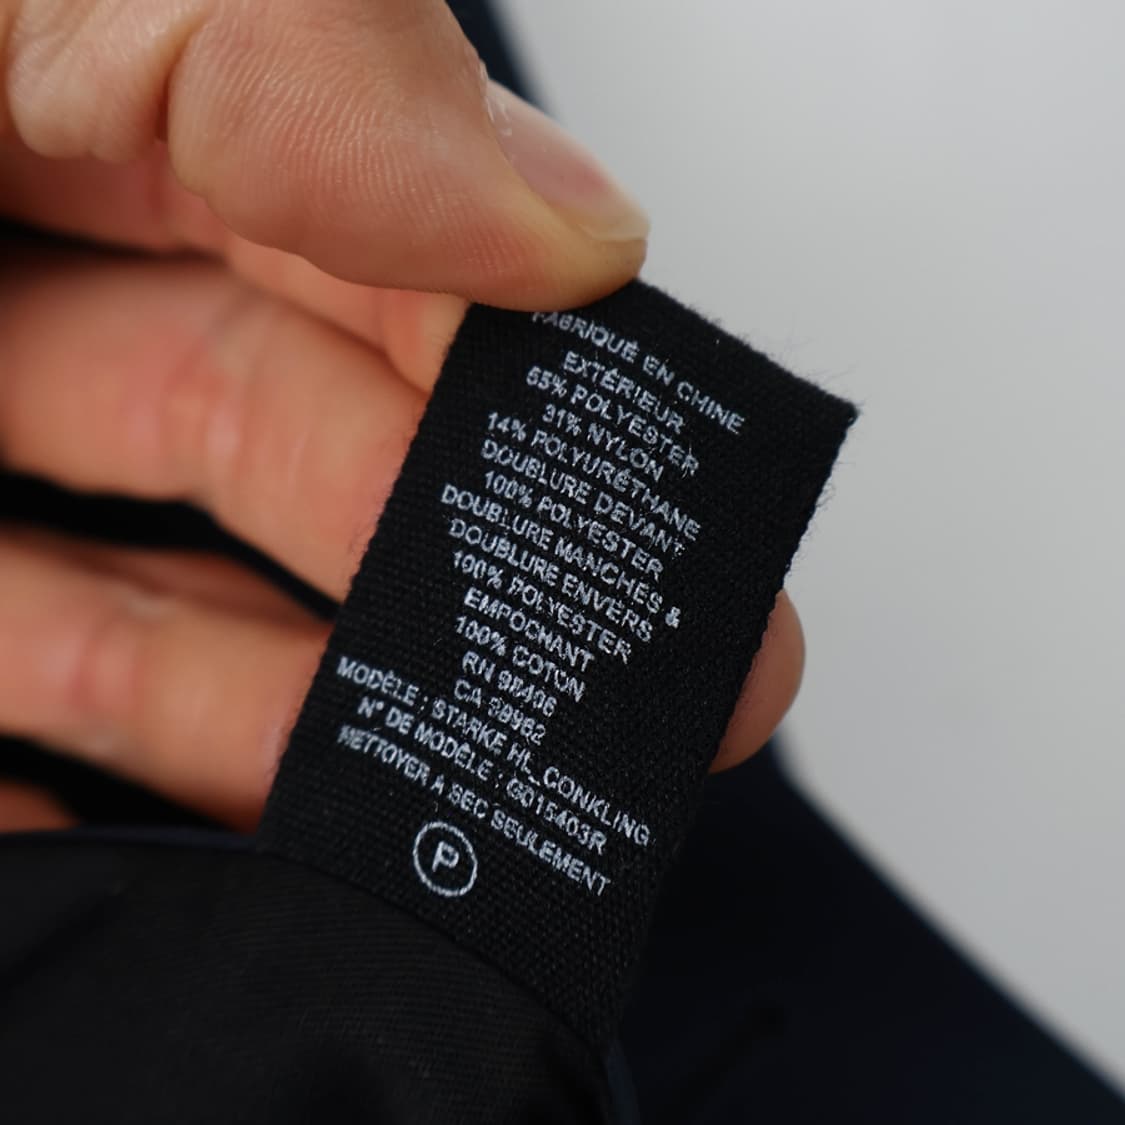 FABRIQUÉ EN CHINE
EXTÉRIEUR
55% POLYESTER
31% NYLON
14% POLYURÉTHANE
DOUBLURE DEVANT
100% POLYESTER
DOUBLURE MANCHES &
DOUBLURE ENVERS
100% POLYESTER
EMPOCHANT
100% COTON
RN
CA
MODÈLE : STARKE HL_CONKLING
N° DE MODÈLE : G015403R
NETTOYER A SEC SEULEMENT
P